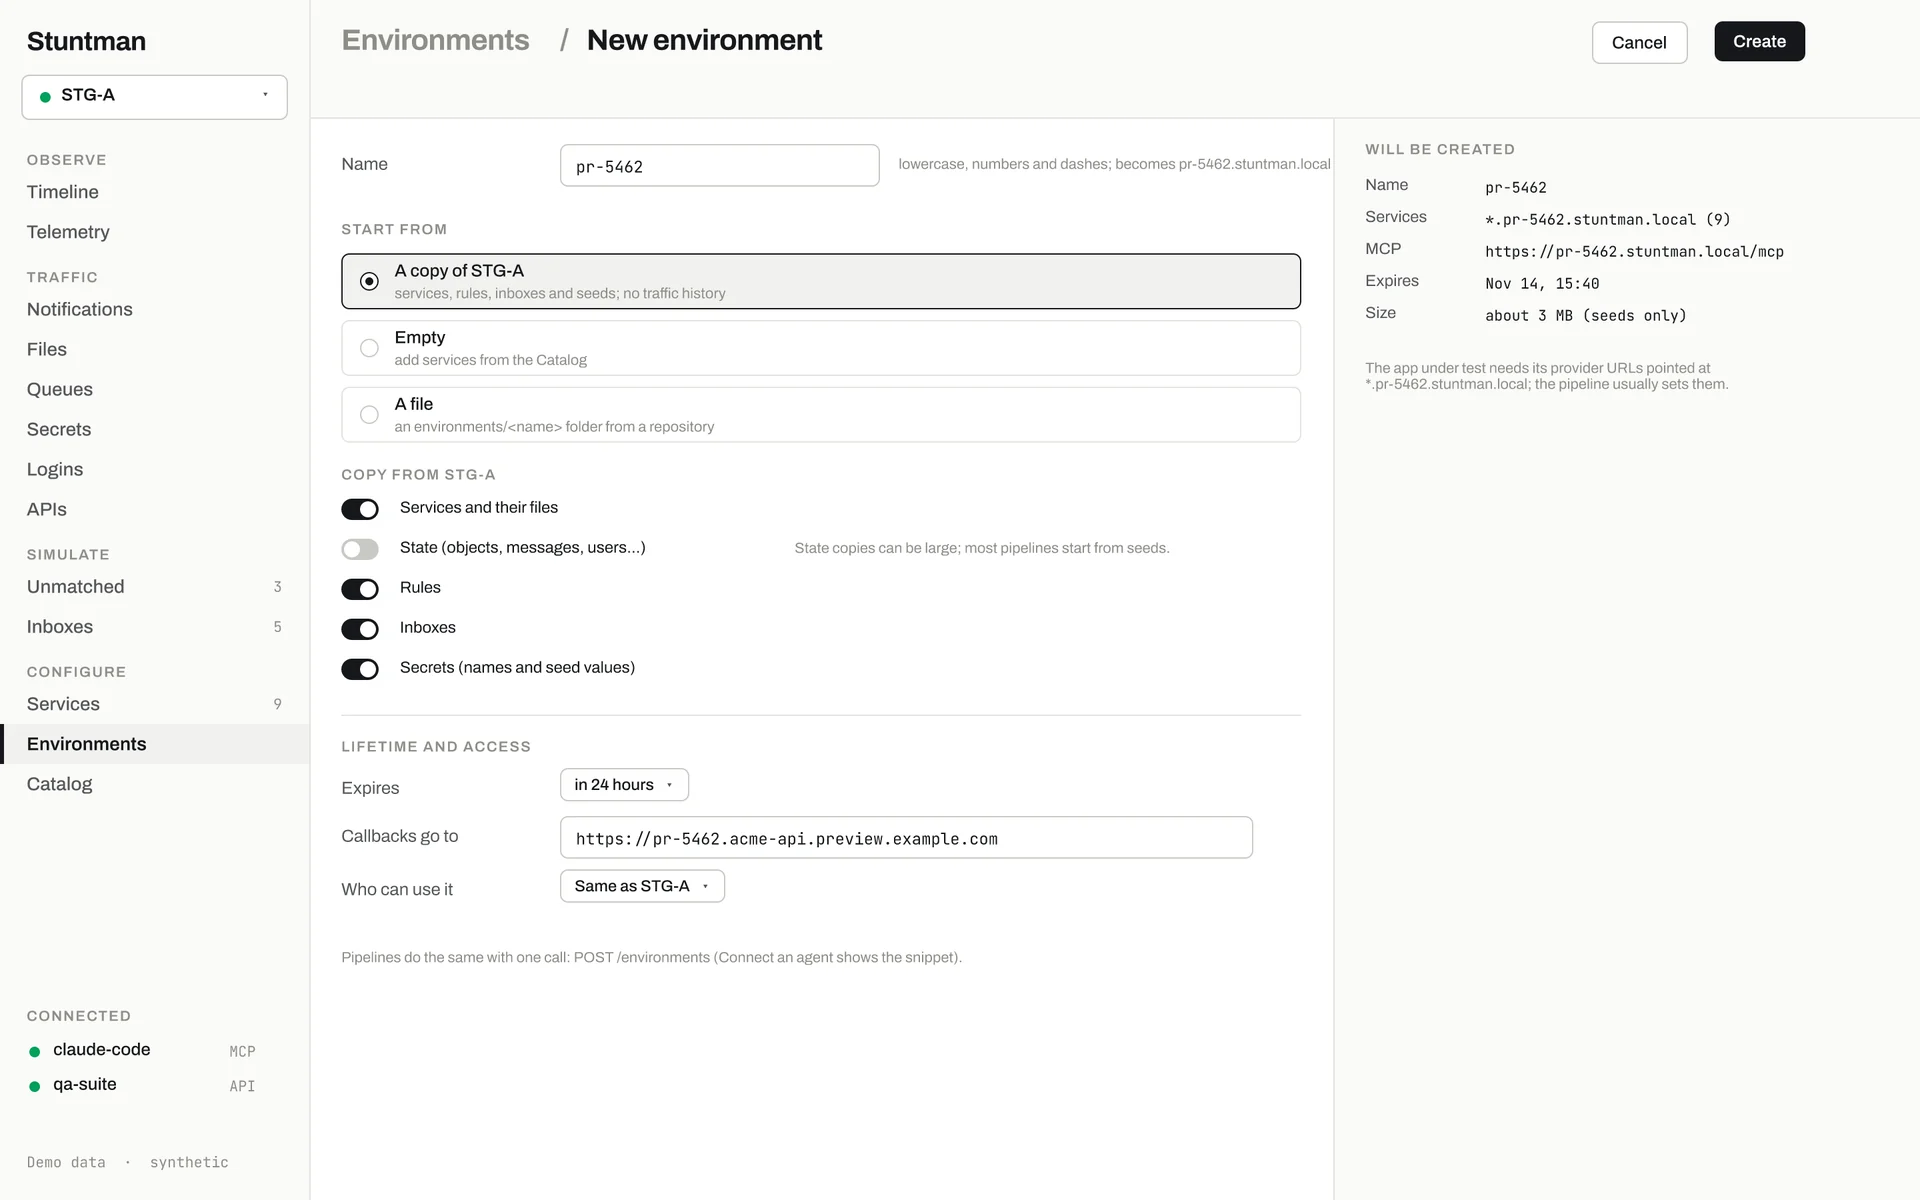 Stuntman
STG-A
OBSERVE
Timeline
Telemetry
TRAFFIC
Notifications
Files
Queues
Secrets
Logins
APIs
SIMULATE
Unmatched 3
Inboxes 5
CONFIGURE
Services 9
Environments
Catalog
CONNECTED
claude-code MCP
qa-suite API
Demo data · synthetic
Environments / New environment
Cancel
Create
Name
pr-5462
lowercase, numbers and dashes; becomes pr-5462.stuntman.local
START FROM
A copy of STG-A
services, rules, inboxes and seeds; no traffic history
Empty
add services from the Catalog
A file
an environments/<name> folder from a repository
COPY FROM STG-A
Services and their files
State (objects, messages, users...) State copies can be large; most pipelines start from seeds.
Rules
Inboxes
Secrets (names and seed values)
LIFETIME AND ACCESS
Expires in 24 hours
Callbacks go to https://pr-5462.acme-api.preview.example.com
Who can use it Same as STG-A
Pipelines do the same with one call: POST /environments (Connect an agent shows the snippet).
WILL BE CREATED
Name pr-5462
Services *.pr-5462.stuntman.local (9)
MCP https://pr-5462.stuntman.local/mcp
Expires Nov 14, 15:40
Size about 3 MB (seeds only)
The app under test needs its provider URLs pointed at
*.pr-5462.stuntman.local; the pipeline usually sets them.